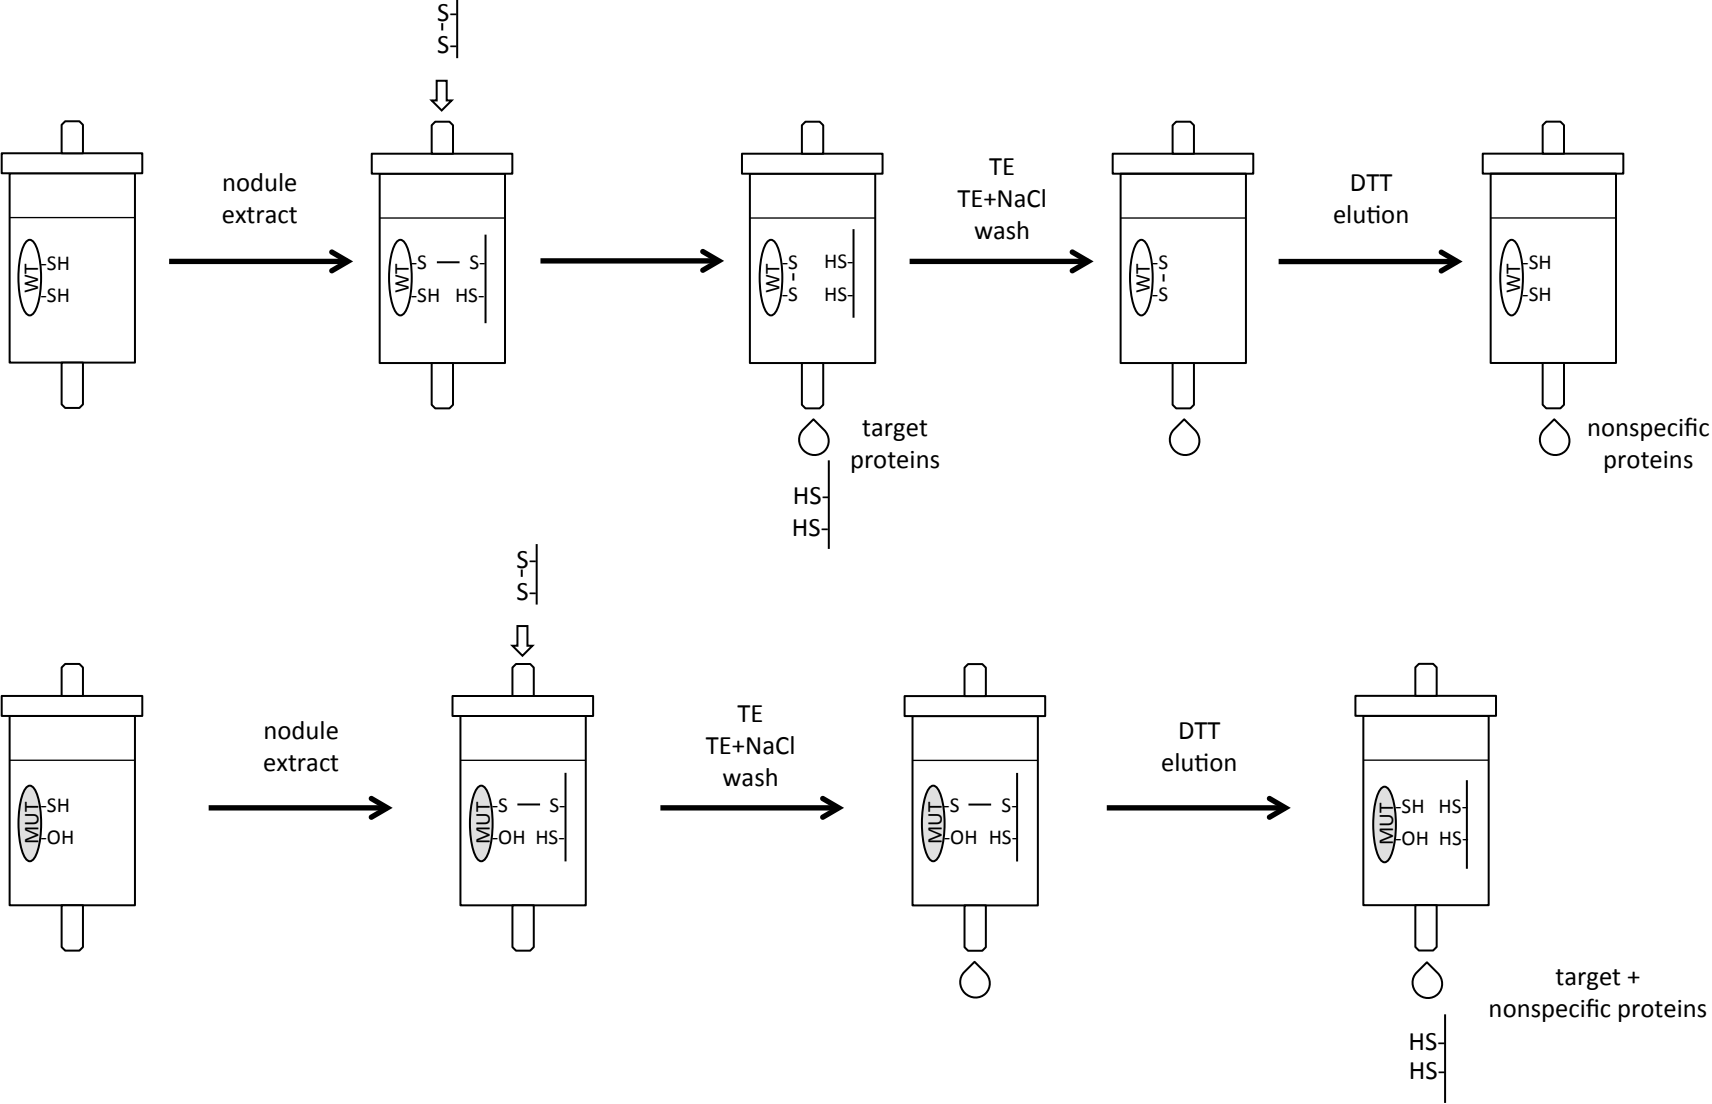 S-
S-
nodule
extract
TE
TE+NaCl
wash
DTT
elution
WT
-SH
-SH
WT
-S — S-
-SH HS-
WT
-S HS-
-S HS-
WT
-S
-S
WT
-SH
-SH
target
proteins
HS-
HS-
nonspecific
proteins
S-
S-
nodule
extract
TE
TE+NaCl
wash
DTT
elution
MUT
-SH
-OH
MUT
-S — S-
-OH HS-
MUT
-S — S-
-OH HS-
MUT
-SH HS-
-OH HS-
target +
nonspecific proteins
HS-
HS-